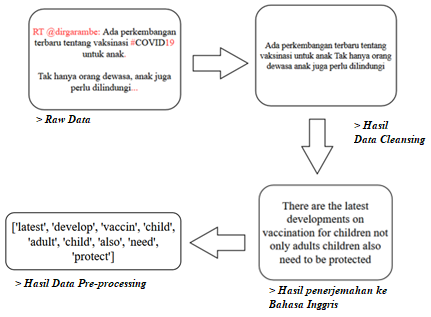 RT @dirgarambe: Ada perkembangan
terbaru tentang vaksinasi #COVID19
untuk anak.
Tak hanya orang dewasa, anak juga
perlu dilindungi...
> Raw Data
Ada perkembangan terbaru tentang
vaksinasi untuk anak Tak hanya orang
dewasa anak juga perlu dilindungi
> Hasil
Data Cleansing
There are the latest
developments on
vaccination for children not
only adults children also
need to be protected
> Hasil penerjemahan ke
Bahasa Inggris
['latest', 'develop', 'vaccin', 'child',
'adult', 'child', 'also', 'need',
'protect']
> Hasil Data Pre-processing